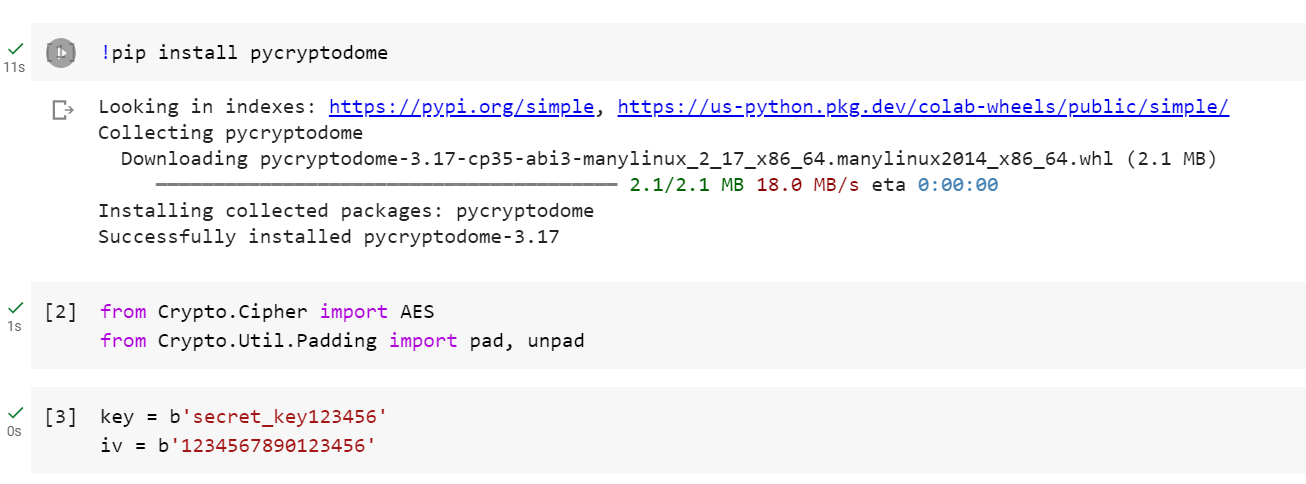 !pip install pycryptodome
11s
Looking in indexes: https://pypi.org/simple, https://us-python.pkg.dev/colab-wheels/public/simple/
Collecting pycryptodome
  Downloading pycryptodome-3.17-cp35-abi3-manylinux_2_17_x86_64.manylinux2014_x86_64.whl (2.1 MB)
2.1/2.1 MB 18.0 MB/s eta 0:00:00
Installing collected packages: pycryptodome
Successfully installed pycryptodome-3.17
[2] from Crypto.Cipher import AES
1s
from Crypto.Util.Padding import pad, unpad
[3] key = b'secret_key123456'
0s
iv = b'1234567890123456'